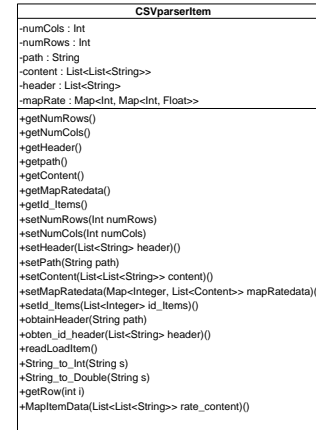 CSVparserItem
-numCols : Int
-numRows : Int
-path : String
-content : List<List<String>>
-header : List<String>
-mapRate : Map<Int, Map<Int, Float>>
+getNumRows()
+getNumCols()
+getHeader()
+getpath()
+getContent()
+getMapRatedata()
+getId_Items()
+setNumRows(Int numRows)
+setNumCols(Int numCols)
+setHeader(List<String> header)()
+setPath(String path)
+setContent(List<List<String>> content)()
+setMapRatedata(Map<Integer, List<Content>> mapRatedata)(
+setId_Items(List<Integer> id_Items)()
+obtainHeader(String path)
+obten_id_header(List<String> header)()
+readLoadItem()
+String_to_Int(String s)
+String_to_Double(String s)
+getRow(int i)
+MapItemData(List<List<String>> rate_content)()